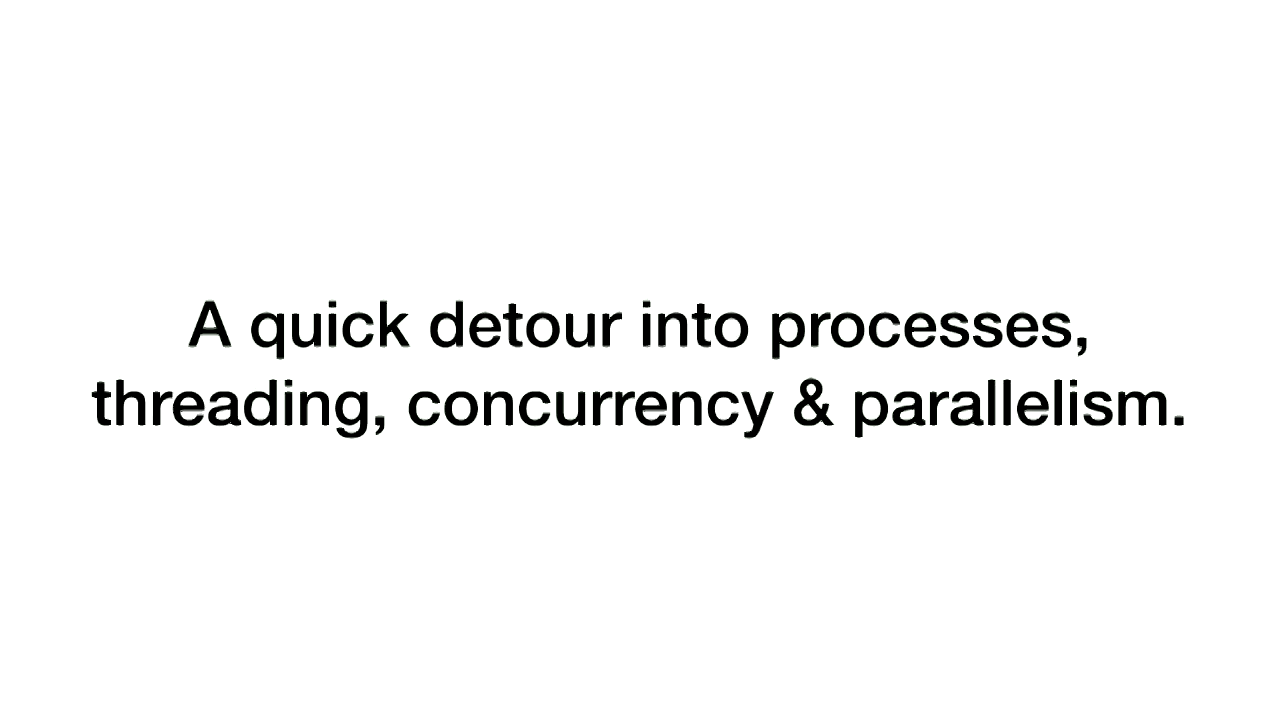 A quick detour into processes,
threading, concurrency & parallelism.